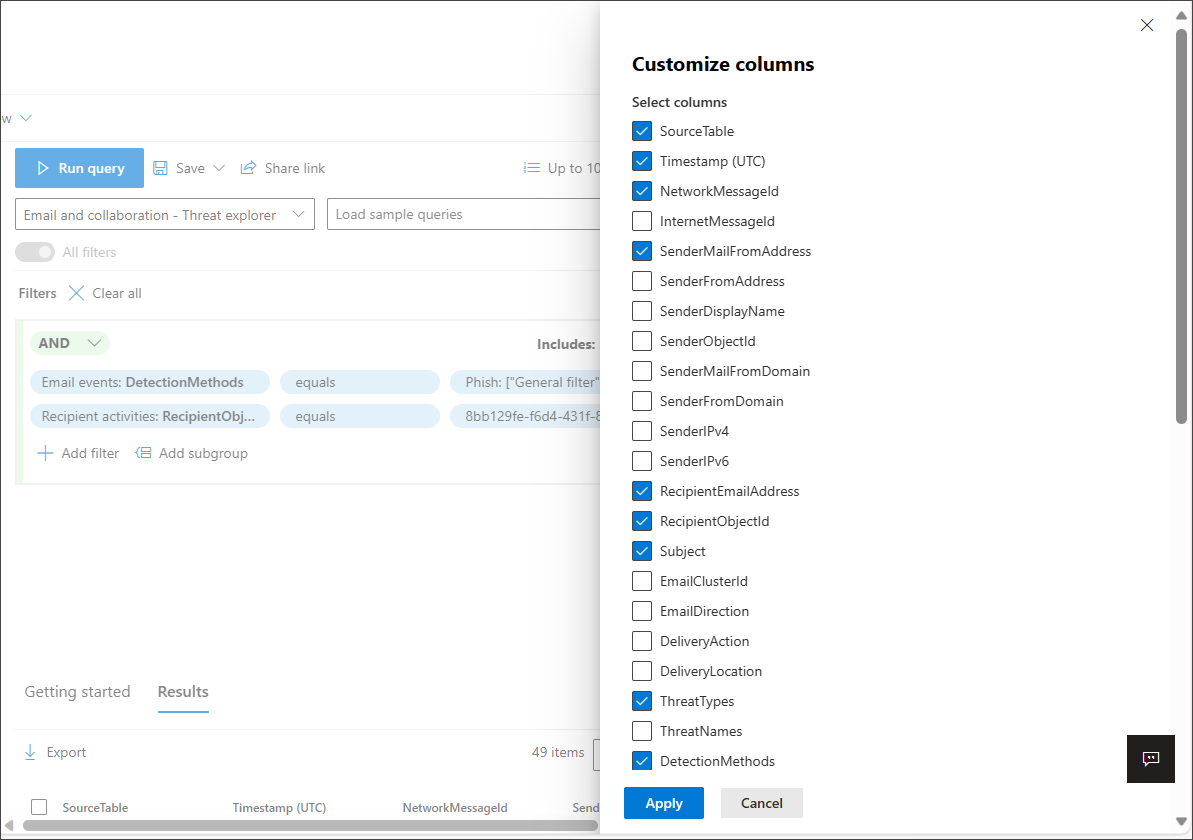 w
Run query
Save
Share link
Up to 10
Email and collaboration - Threat explorer
Load sample queries
All filters
Filters
Clear all
AND
Includes:
Email events: DetectionMethods
equals
Phish: ["General filter"
Recipient activities: RecipientObj...
equals
8bb129fe-f6d4-431f-8
Add filter
Add subgroup
Getting started
Results
Export
49 items
SourceTable
Timestamp (UTC)
NetworkMessageId
Send
Customize columns
Select columns
SourceTable
Timestamp (UTC)
NetworkMessageId
InternetMessageId
SenderMailFromAddress
SenderFromAddress
SenderDisplayName
SenderObjectId
SenderMailFromDomain
SenderFromDomain
SenderIPv4
SenderIPv6
RecipientEmailAddress
RecipientObjectId
Subject
EmailClusterId
EmailDirection
DeliveryAction
DeliveryLocation
ThreatTypes
ThreatNames
DetectionMethods
Apply
Cancel